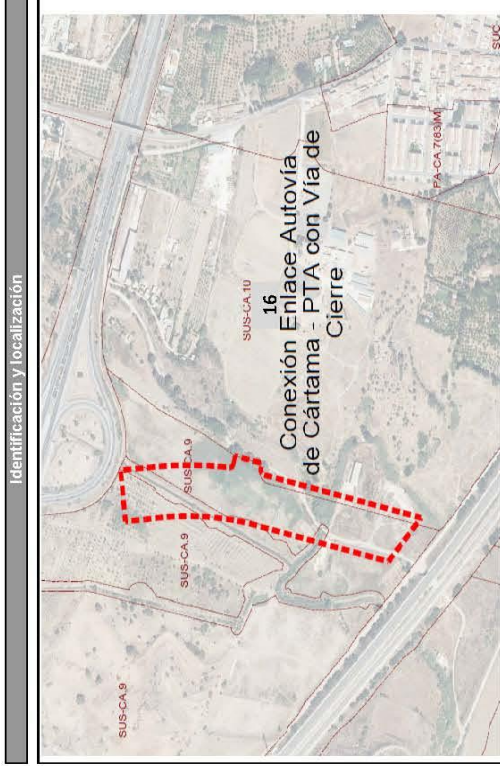 Identificación y localización
SUS-CA.9
SUS-CA.9
SUS-CA.9
SUS-CA.10
16
Conexión Enlace Autovía
de Cártama - PTA con Vía de
Cierre
PA-CA.7(83)M
SUC